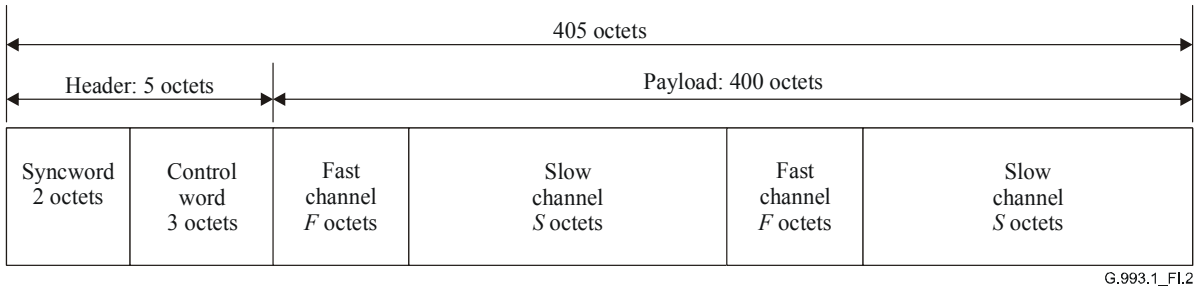 405 octets
Header: 5 octets
Payload: 400 octets
Syncword
2 octets
Control
word
3 octets
Fast
channel
F octets
Slow
channel
S octets
Fast
channel
F octets
Slow
channel
S octets
G.993.1_FI.2